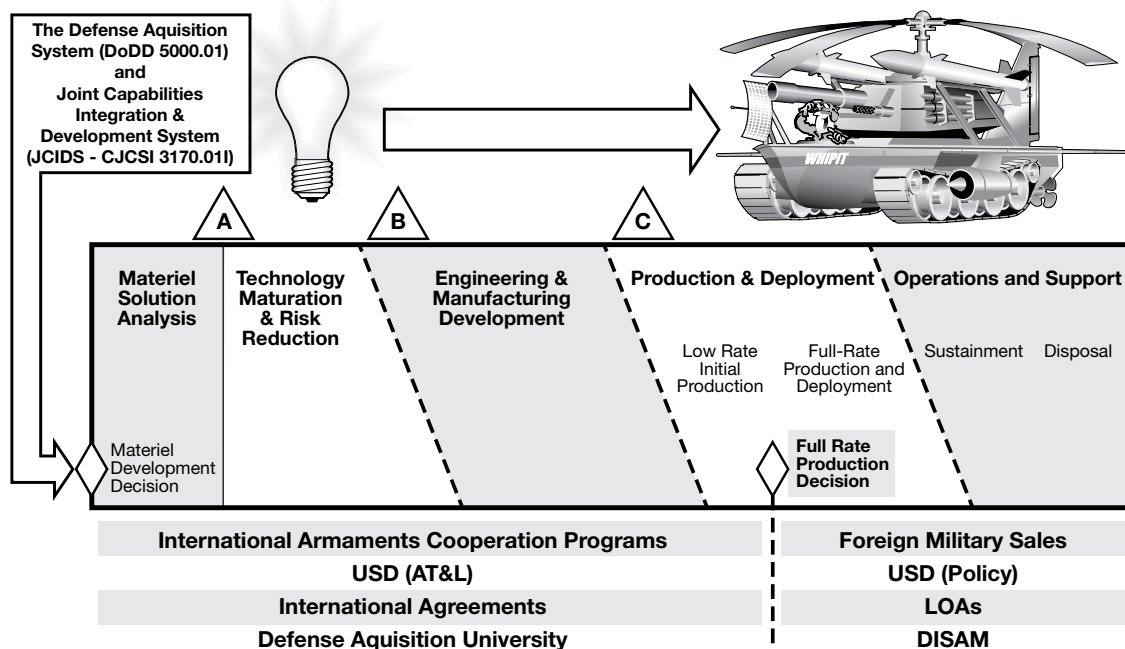 The Defense Aquisition
System (DoDD 5000.01)
and
Joint Capabilities
Integration &
Development System
(JCIDS - CJCSI 3170.01I)
WHIPIT
A
B
C
Materiel
Solution
Analysis
Technology
Maturation
& Risk
Reduction
Engineering &
Manufacturing
Development
Production & Deployment
Operations and Support
Low Rate
Initial
Production
Full-Rate
Production and
Deployment
Sustainment
Disposal
Materiel
Development
Decision
Full Rate
Production
Decision
International Armaments Cooperation Programs
Foreign Military Sales
USD (AT&L)
USD (Policy)
International Agreements
LOAs
Defense Aquisition University
DISAM